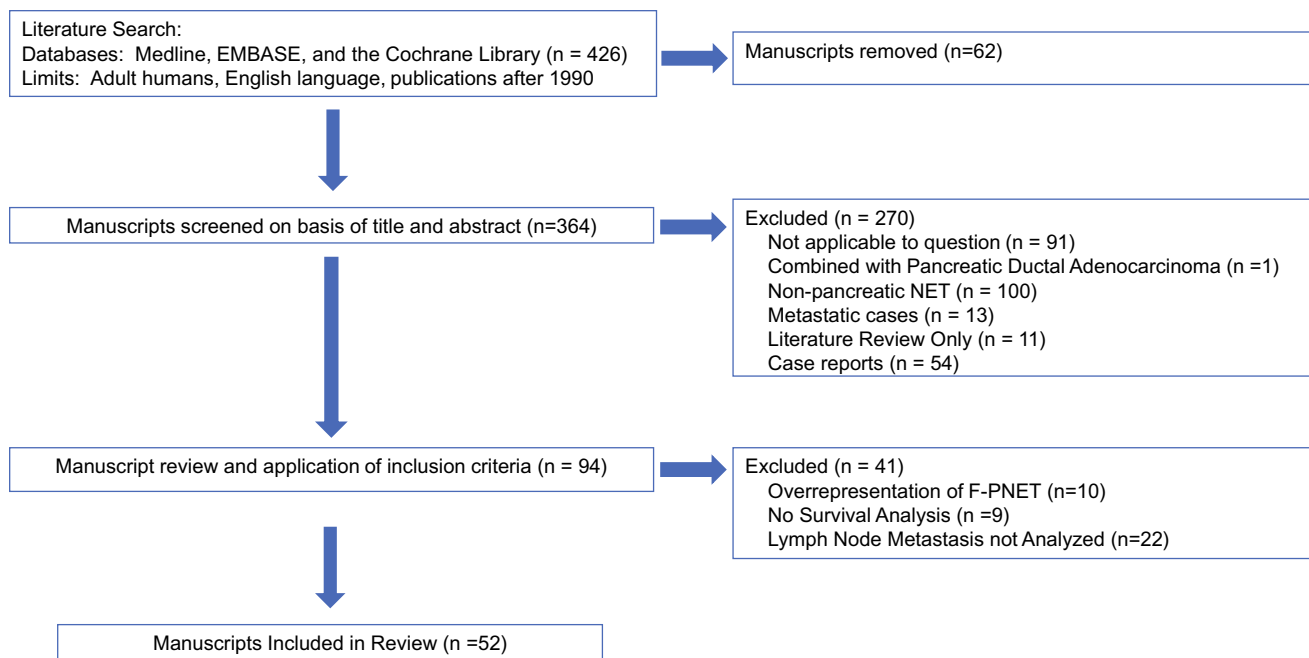 Literature Search:
Databases:  Medline, EMBASE, and the Cochrane Library (n = 426)
Limits:  Adult humans, English language, publications after 1990
Manuscripts removed (n=62)
Manuscripts screened on basis of title and abstract (n=364)
Excluded (n = 270)
Not applicable to question (n = 91)
Combined with Pancreatic Ductal Adenocarcinoma (n =1)
Non-pancreatic NET (n = 100)
Metastatic cases (n = 13)
Literature Review Only (n = 11)
Case reports (n = 54)
Manuscript review and application of inclusion criteria (n = 94)
Excluded (n = 41)
Overrepresentation of F-PNET (n=10)
No Survival Analysis (n =9)
Lymph Node Metastasis not Analyzed (n=22)
Manuscripts Included in Review (n =52)